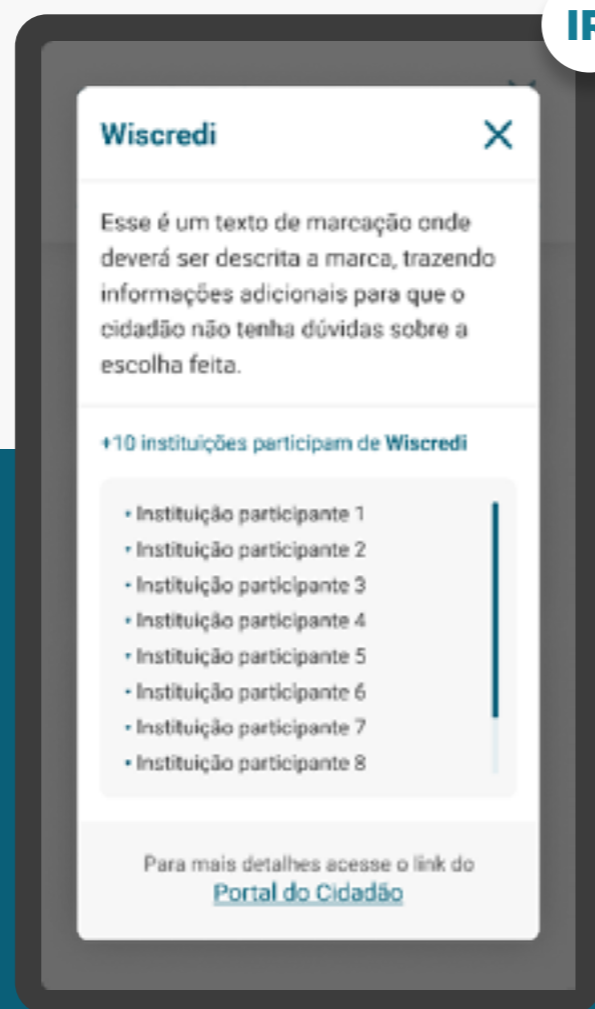 IP
Wiscredi
Esse é um texto de marcação onde
deverá ser descrita a marca, trazendo
informações adicionais para que o
cidadão não tenha dúvidas sobre a
escolha feita.
+10 instituições participam de Wiscredi
• Instituição participante 1
• Instituição participante 2
• Instituição participante 3
• Instituição participante 4
• Instituição participante 5
• Instituição participante 6
• Instituição participante 7
• Instituição participante 8
Para mais detalhes acesse o link do
Portal do Cidadão